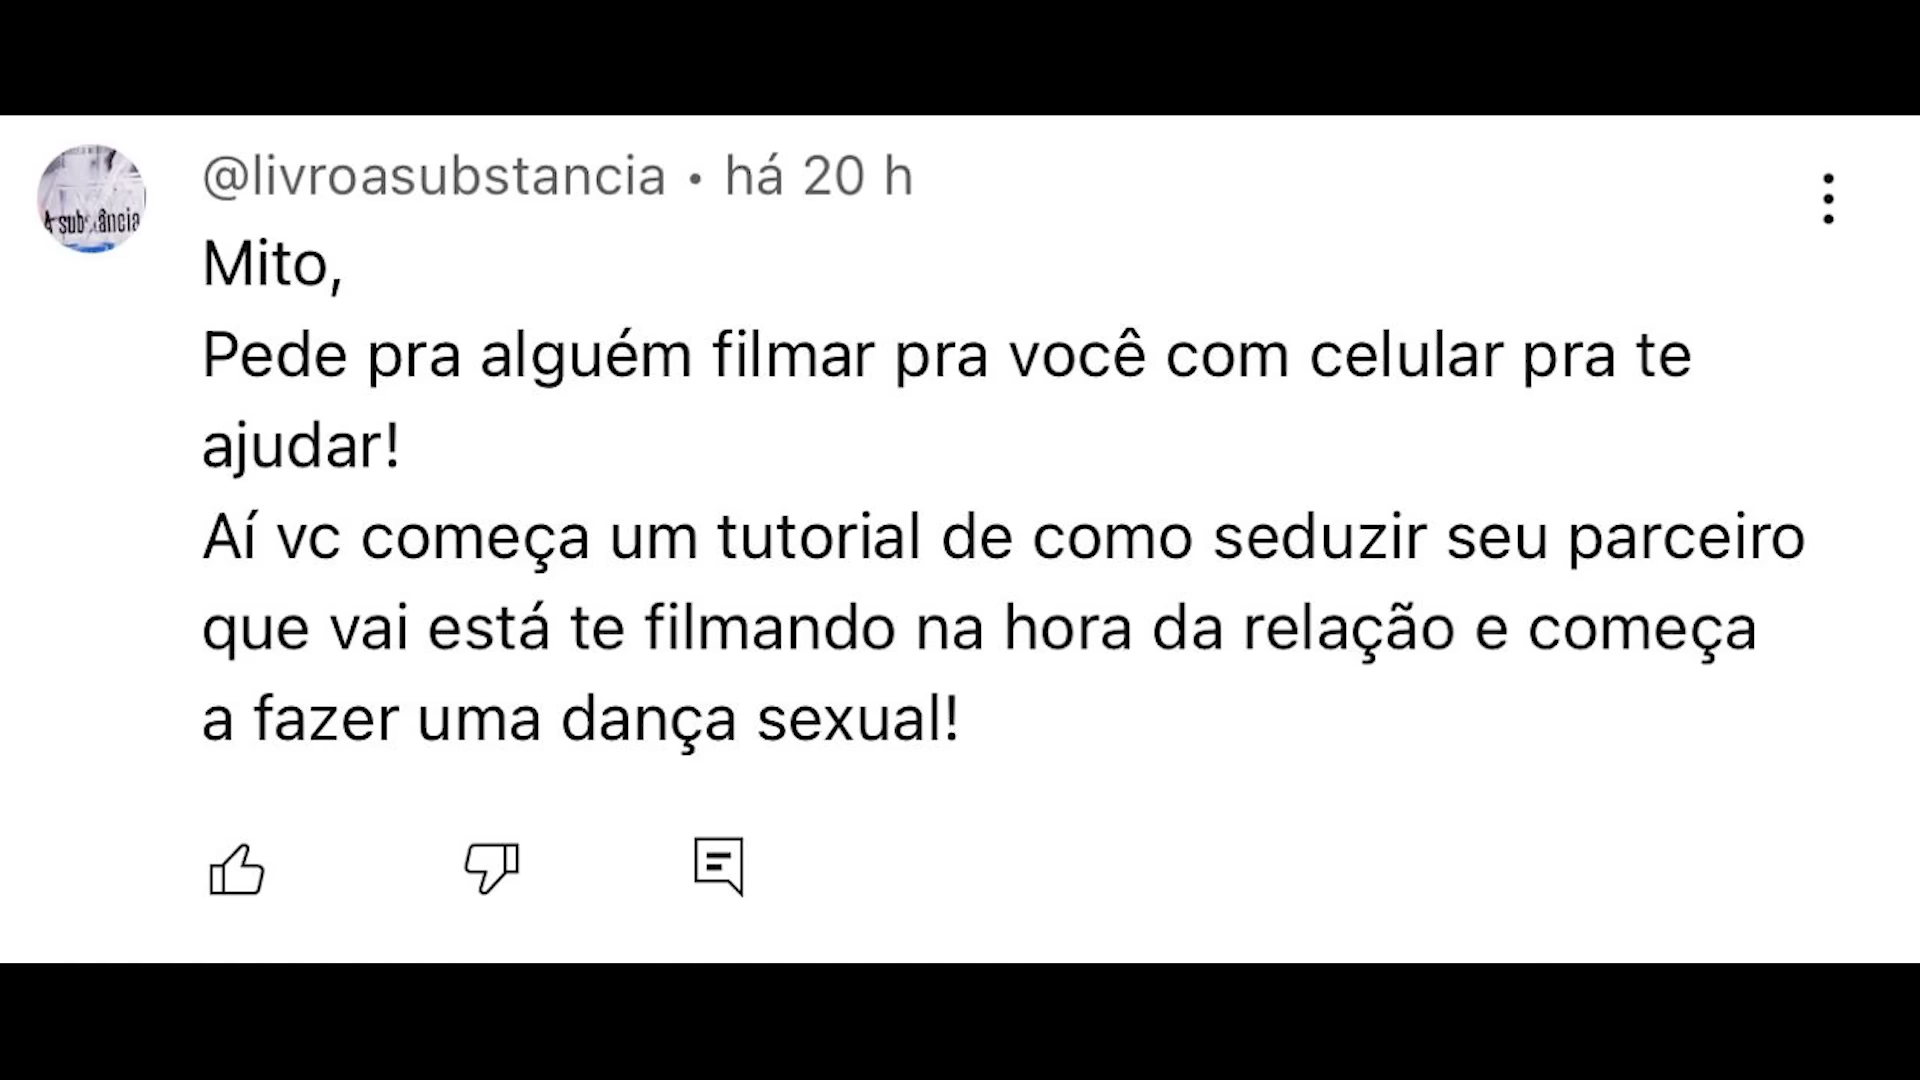 A substância
@livroasubstancia • há 20 h
Mito,
Pede pra alguém filmar pra você com celular pra te
ajudar!
Aí vc começa um tutorial de como seduzir seu parceiro
que vai está te filmando na hora da relação e começa
a fazer uma dança sexual!